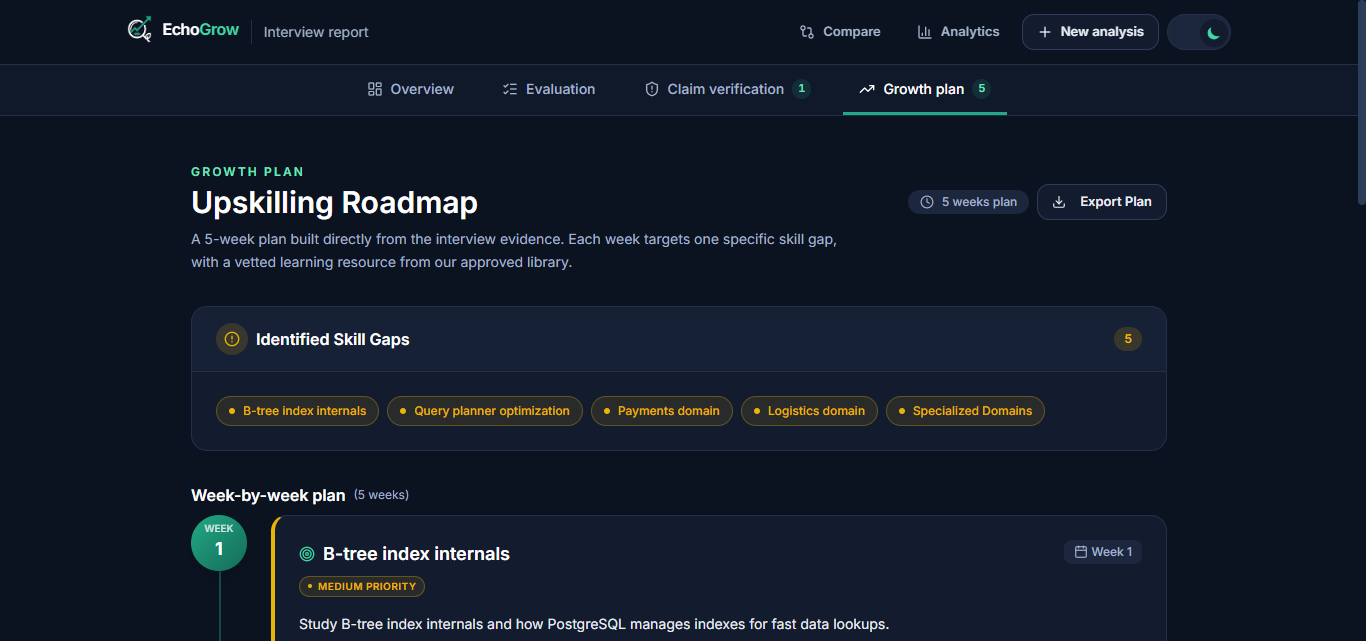 EchoGrow
Interview report
Compare
Analytics
New analysis
Overview
Evaluation
Claim verification 1
Growth plan 5
GROWTH PLAN
Upskilling Roadmap
5 weeks plan
Export Plan
A 5-week plan built directly from the interview evidence. Each week targets one specific skill gap,
with a vetted learning resource from our approved library.
Identified Skill Gaps
5
B-tree index internals
Query planner optimization
Payments domain
Logistics domain
Specialized Domains
Week-by-week plan (5 weeks)
WEEK
1
B-tree index internals
Week 1
MEDIUM PRIORITY
Study B-tree index internals and how PostgreSQL manages indexes for fast data lookups.